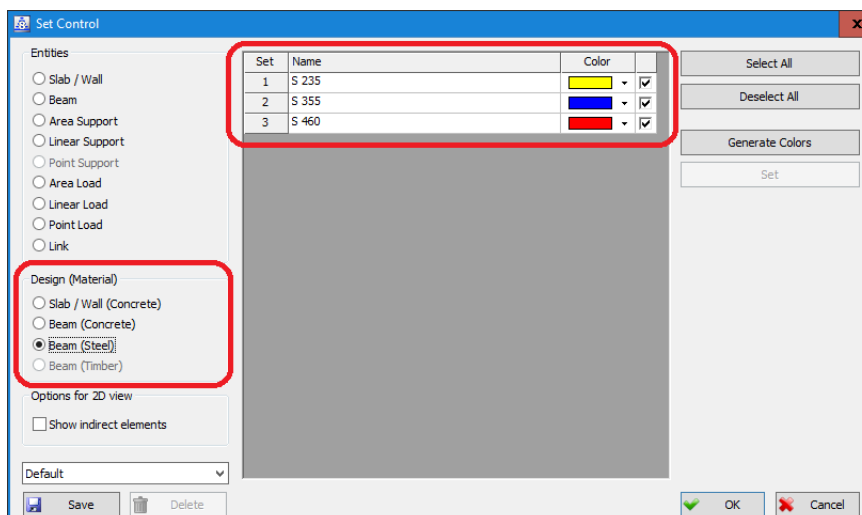 Set Control
x
Entities
Slab / Wall
Beam
Area Support
Linear Support
Point Support
Area Load
Linear Load
Point Load
Link
Design (Material)
Slab / Wall (Concrete)
Beam (Concrete)
Beam (Steel)
Beam (Timber)
Options for 2D view
Show indirect elements
Default
Save Delete
Set Name Color
1 S 235
2 S 355
3 S 460
Select All
Deselect All
Generate Colors
Set
OK Cancel